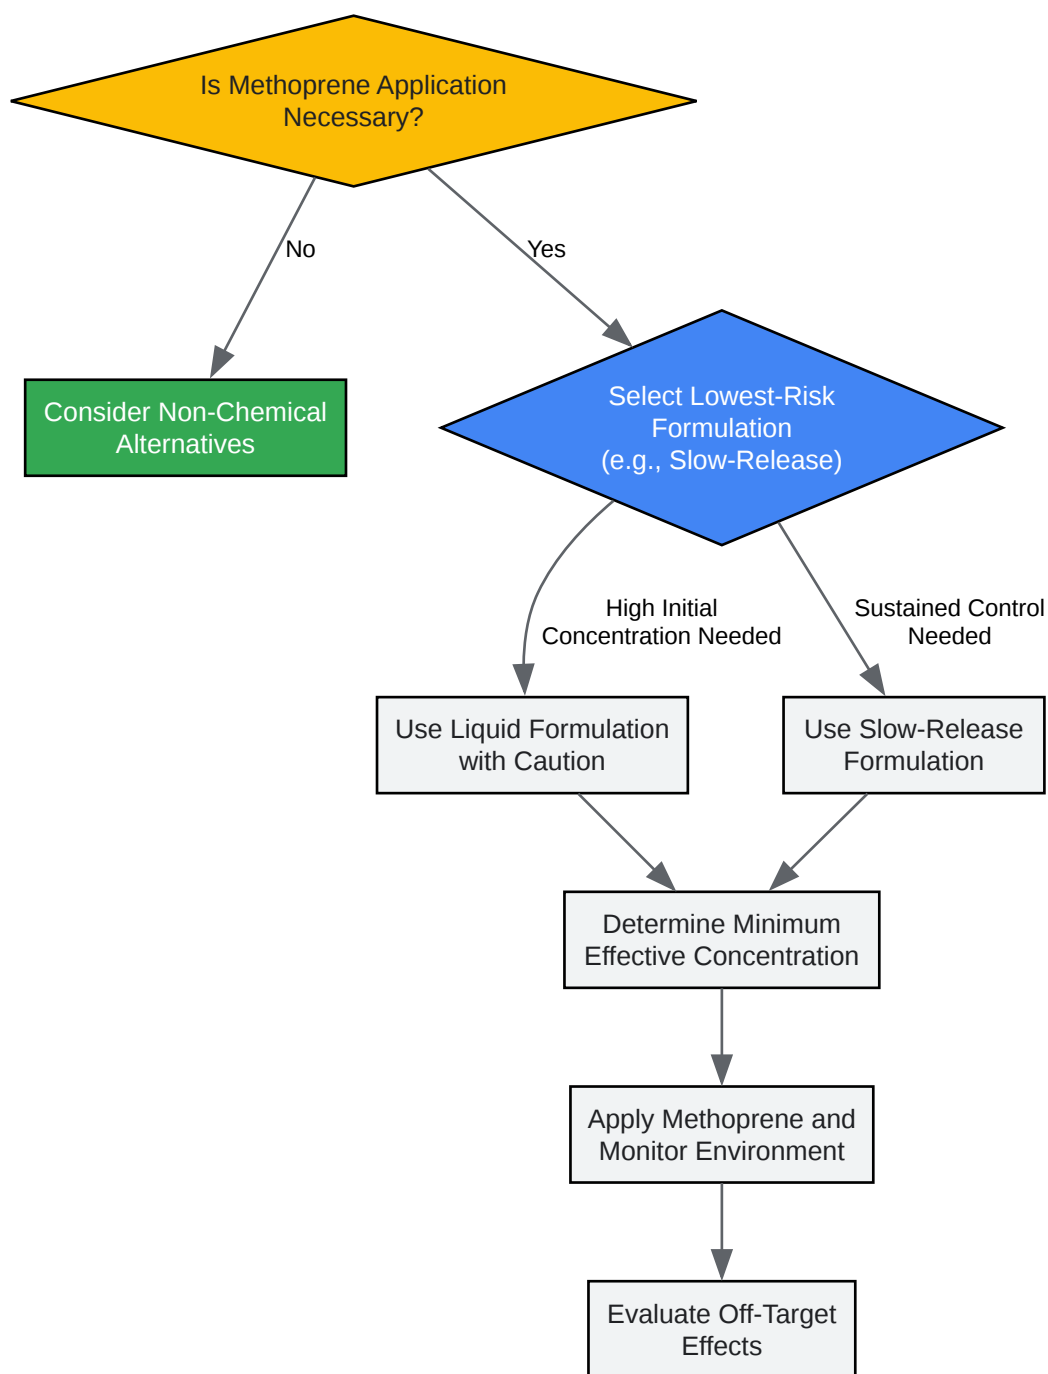 Is Methoprene Application
Necessary?
No
Yes
Consider Non-Chemical
Alternatives
Select Lowest-Risk
Formulation
(e.g., Slow-Release)
High Initial
Concentration Needed
Sustained Control
Needed
Use Liquid Formulation
with Caution
Use Slow-Release
Formulation
Determine Minimum
Effective Concentration
Apply Methoprene and
Monitor Environment
Evaluate Off-Target
Effects